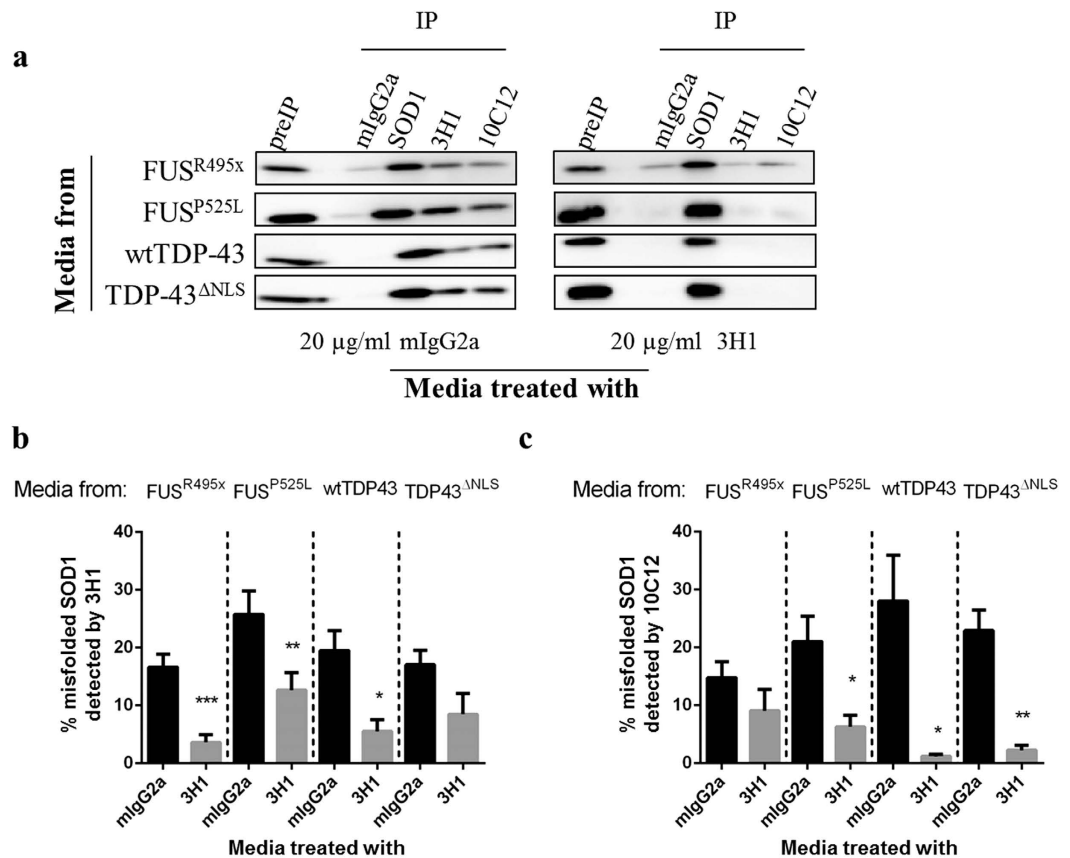 a
IP IP
preIP mIgG2a SOD1 3H1 10C12 preIP mIgG2a SOD1 3H1 10C12
Media from
FUS^R495x
FUS^P525L
wtTDP-43
TDP-43^ΔNLS
20 µg/ml mIgG2a 20 µg/ml 3H1
Media treated with
b
Media from: FUS^R495x FUS^P525L wtTDP43 TDP43^ΔNLS
% misfolded SOD1
detected by 3H1
40
30
20
10
0
*** ** *
mIgG2a 3H1 mIgG2a 3H1 mIgG2a 3H1 mIgG2a 3H1
Media treated with
c
Media from: FUS^R495x FUS^P525L wtTDP43 TDP43^ΔNLS
% misfolded SOD1
detected by 10C12
40
30
20
10
0
* * **
mIgG2a 3H1 mIgG2a 3H1 mIgG2a 3H1 mIgG2a 3H1
Media treated with